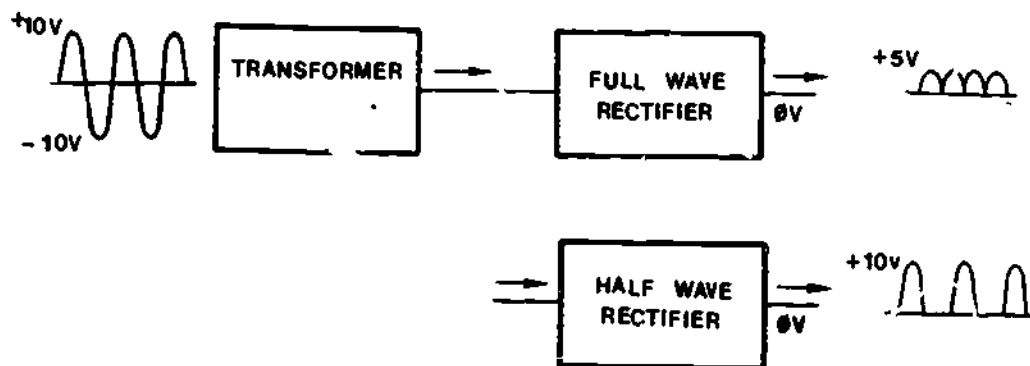 +10V
-10V
TRANSFORMER
FULL WAVE
RECTIFIER
ØV
+5V
HALF WAVE
RECTIFIER
ØV
+10V